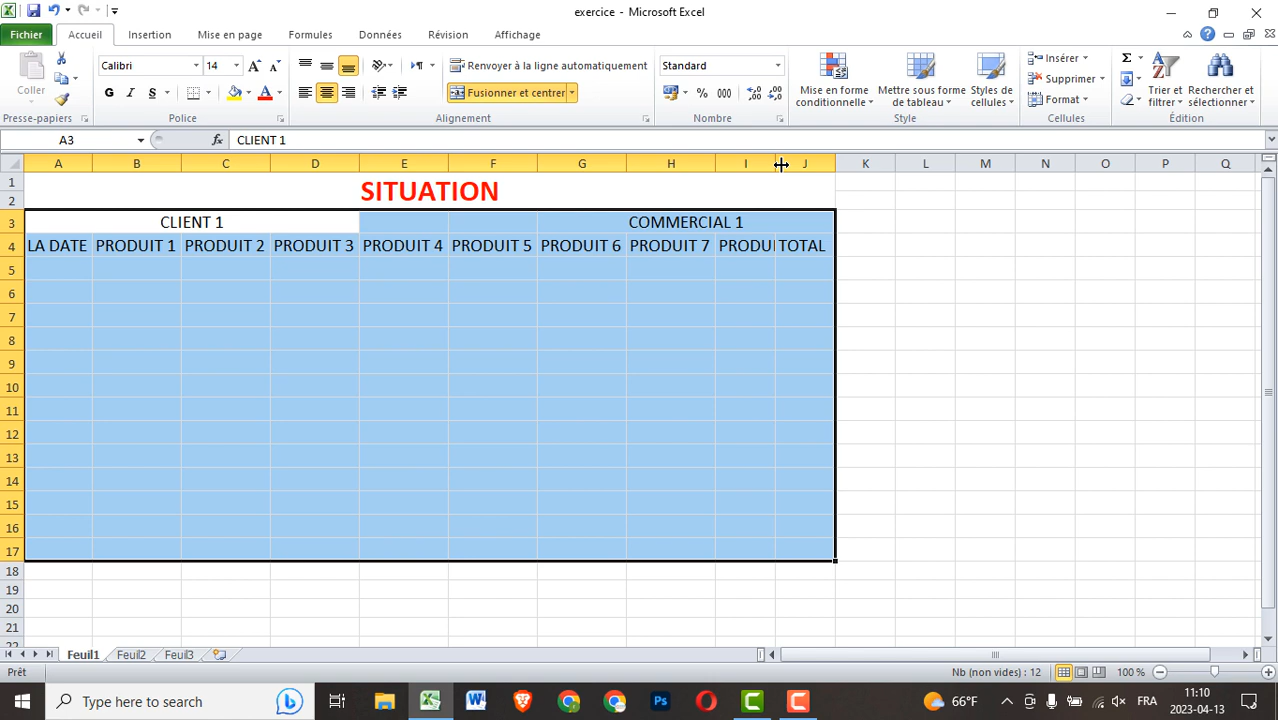 exercice - Microsoft Excel
Fichier Accueil Insertion Mise en page Formules Données Révision Affichage
Coller
Presse-papiers
Calibri 14
G I S A
Police
Renvoyer à la ligne automatiquement
Fusionner et centrer
Alignement
Standard
% 000
Nombre
Mise en forme conditionnelle
Mettre sous forme de tableau
Styles de cellules
Style
Insérer
Supprimer
Format
Cellules
Σ
Trier et filtrer
Rechercher et sélectionner
Édition
A3 fx CLIENT 1
A B C D E F G H I J K L M N O P Q
1
SITUATION
2
3 CLIENT 1 COMMERCIAL 1
4 LA DATE PRODUIT 1 PRODUIT 2 PRODUIT 3 PRODUIT 4 PRODUIT 5 PRODUIT 6 PRODUIT 7 PRODUI TOTAL
5
6
7
8
9
10
11
12
13
14
15
16
17
18
19
20
21
22
Feuil1 Feuil2 Feuil3
Prêt Nb (non vides) : 12 100 %
Type here to search
66°F FRA 11:10
2023-04-13